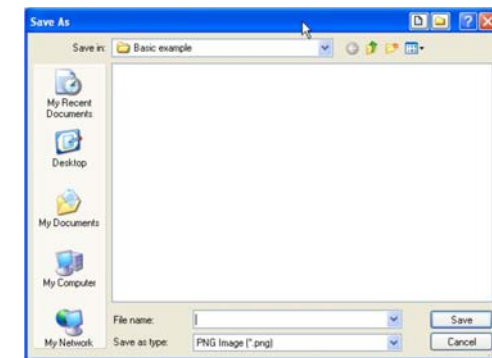 Save As
Save in:
Basic example
My Recent
Documents
Desktop
My Documents
My Computer
My Network
File name:
Save
Save as type:
PNG Image (*.png)
Cancel